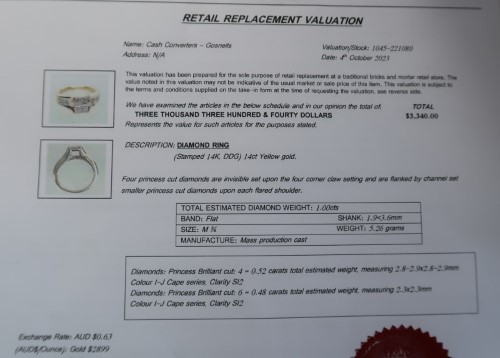 RETAIL REPLACEMENT VALUATION
Name: Cash Converters – Gosnells
Address: N/A
Valuation/Stock: 1045-221080
Date: 4th October 2023
This valuation has been prepared for the sole purpose of retail replacement at a traditional bricks and mortar retail store. The
value noted in this valuation may not be indicative of the usual market or sale price of this item. This valuation is subject to
the terms and conditions supplied on the take-in form at the time of requesting the valuation, see reverse side.
We have examined the articles in the below schedule and in our opinion the total of. TOTAL
THREE THOUSAND THREE HUNDRED & FOURTY DOLLARS $3,340.00
Represents the value for such articles for the purposes stated.
DESCRIPTION: DIAMOND RING
(Stamped 14K, DDG) 14ct Yellow gold.
Four princess cut diamonds are invisible set upon the four corner claw setting and are flanked by channel set
smaller princess cut diamonds upon each flared shoulder.
TOTAL ESTIMATED DIAMOND WEIGHT: 1.00cts
BAND: Flat SHANK: 1.9<3.6mm
SIZE: M ½ WEIGHT: 5.26 grams
MANUFACTURE: Mass production cast
Diamonds: Princess Brilliant cut: 4 = 0.52 carats total estimated weight, measuring 2.8-2.9x2.8-2.9mm
Colour I-J Cape series, Clarity SI2
Diamonds: Princess Brilliant cut: 6 = 0.48 carats total estimated weight, measuring 2.3x2.3mm
Colour I-J Cape series, Clarity SI2
Exchange Rate: AUD $0.63
(AUD$/Ounce): Gold $2899